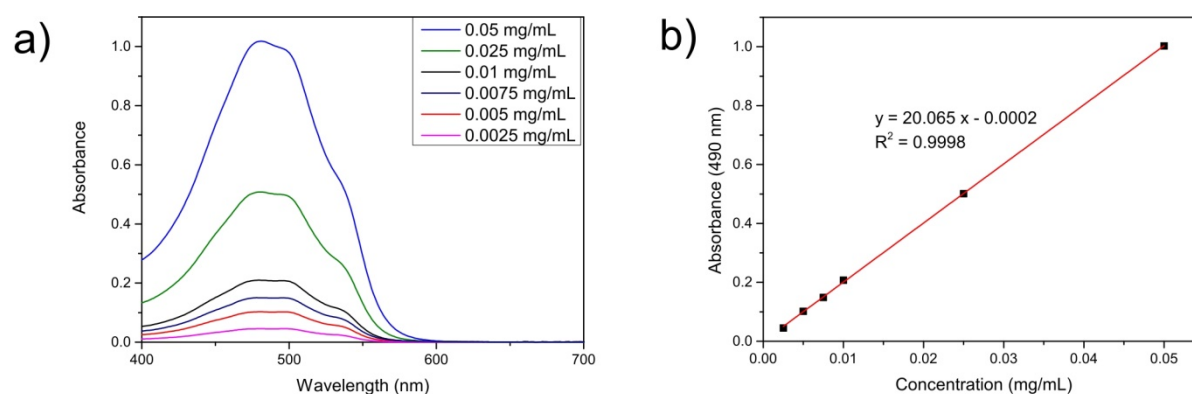 a)
Absorbance
1.0
0.8
0.6
0.4
0.2
0.0
400
500
600
700
Wavelength (nm)
0.05 mg/mL
0.025 mg/mL
0.01 mg/mL
0.0075 mg/mL
0.005 mg/mL
0.0025 mg/mL
b)
Absorbance (490 nm)
1.0
0.8
0.6
0.4
0.2
0.0
0.00
0.01
0.02
0.03
0.04
0.05
Concentration (mg/mL)
y = 20.065 x - 0.0002
R² = 0.9998